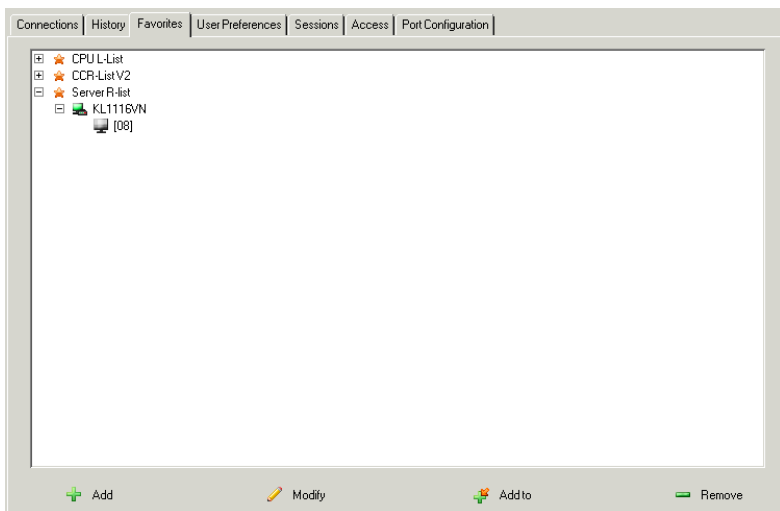 Connections History Favorites User Preferences Sessions Access Port Configuration
CPU L-List
CCR-List V2
Server R-list
KL1116VN
[08]
Add Modify Add to Remove